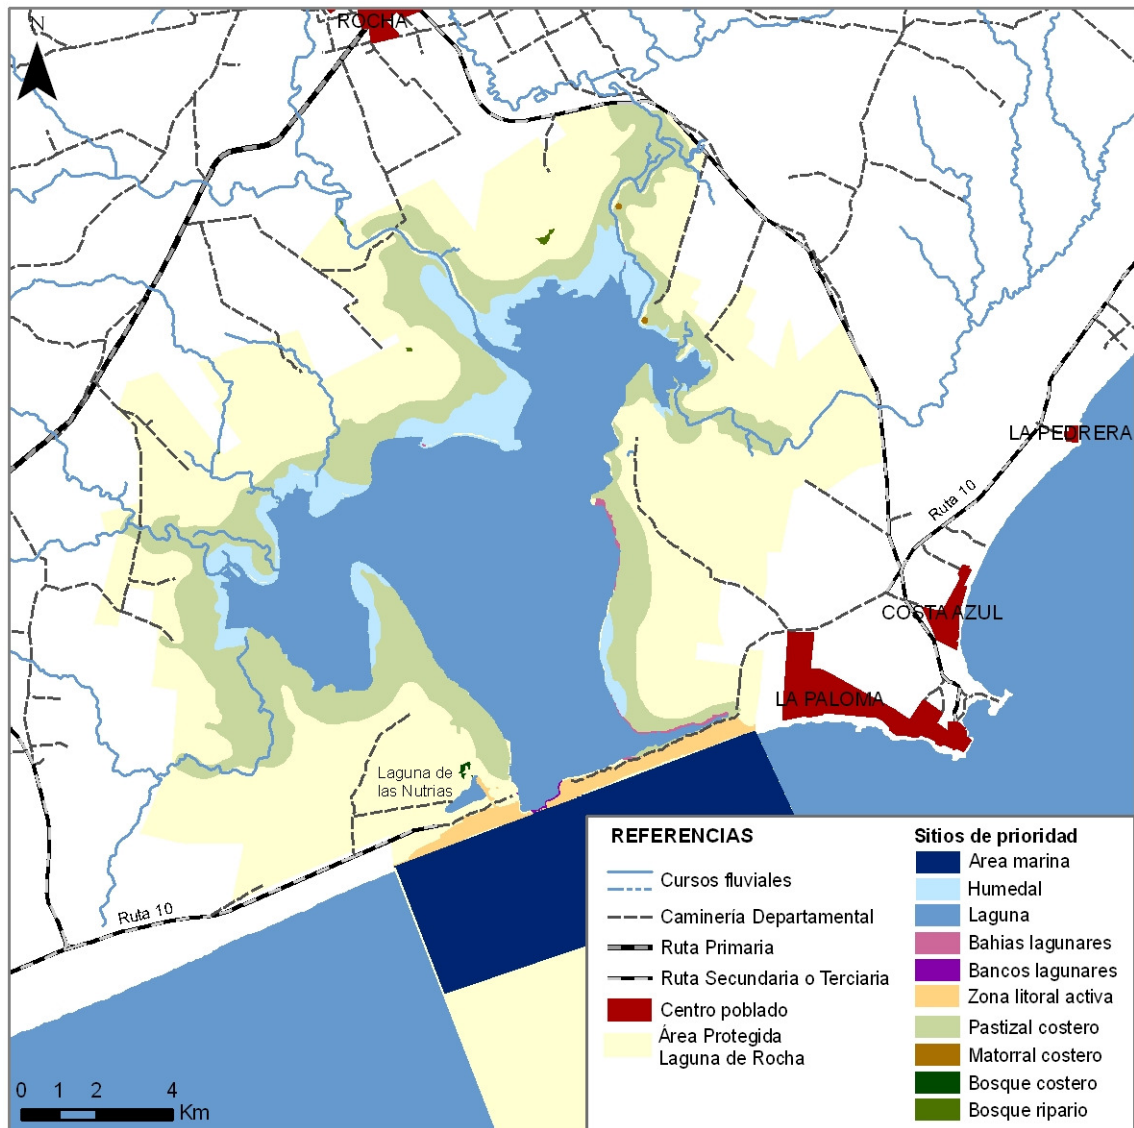 N
ROCHA
LA PEDRERA
Ruta 10
COSTA AZUL
LA PALOMA
Laguna de
las Nutrias
Ruta 10
REFERENCIAS
Cursos fluviales
Caminería Departamental
Ruta Primaria
Ruta Secundaria o Terciaria
Centro poblado
Área Protegida
Laguna de Rocha
Sitios de prioridad
Area marina
Humedal
Laguna
Bahias lagunares
Bancos lagunares
Zona litoral activa
Pastizal costero
Matorral costero
Bosque costero
Bosque ripario
0 1 2 4
Km